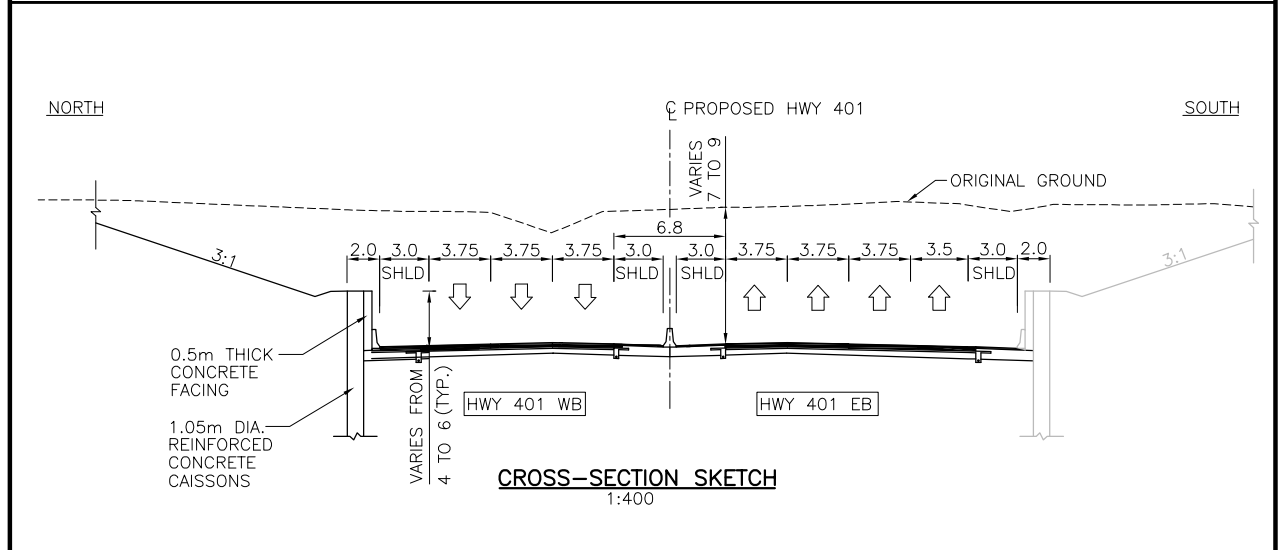 NORTH
℄ PROPOSED HWY 401
SOUTH
VARIES
7 TO 9
ORIGINAL GROUND
6.8
3:1
2.0 3.0 3.75 3.75 3.75 3.0 3.0 3.75 3.75 3.75 3.5 3.0 2.0
SHLD SHLD SHLD SHLD
3:1
0.5m THICK
CONCRETE
FACING
1.05m DIA.
REINFORCED
CONCRETE
CAISSONS
VARIES FROM
4 TO 6 (TYP.)
HWY 401 WB
HWY 401 EB
CROSS-SECTION SKETCH
1:400